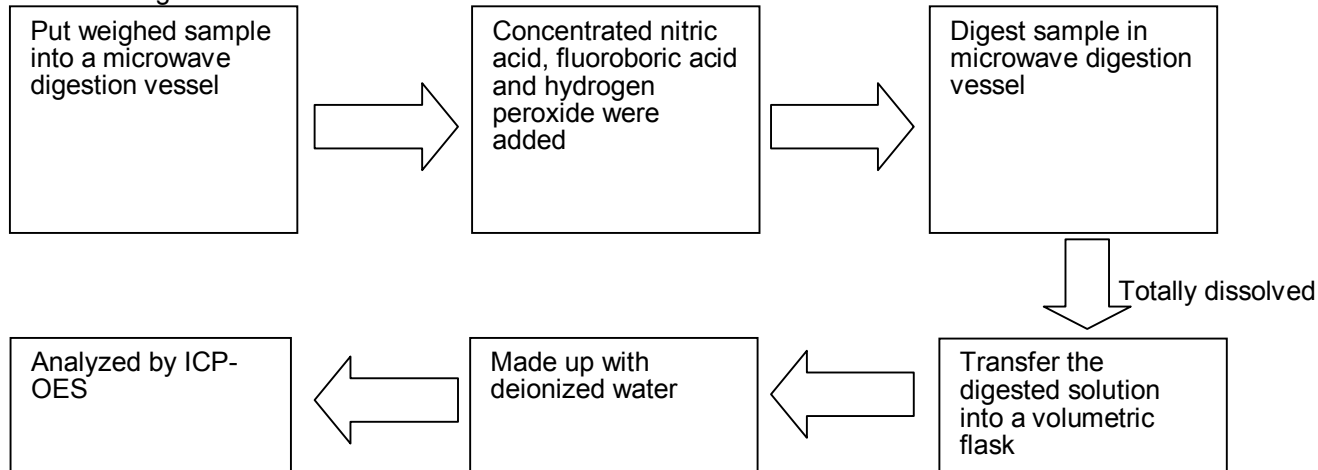 Put weighed sample
into a microwave
digestion vessel
Concentrated nitric
acid, fluoroboric acid
and hydrogen
peroxide were
added
Digest sample in
microwave digestion
vessel
Totally dissolved
Transfer the
digested solution
into a volumetric
flask
Made up with
deionized water
Analyzed by ICP-
OES